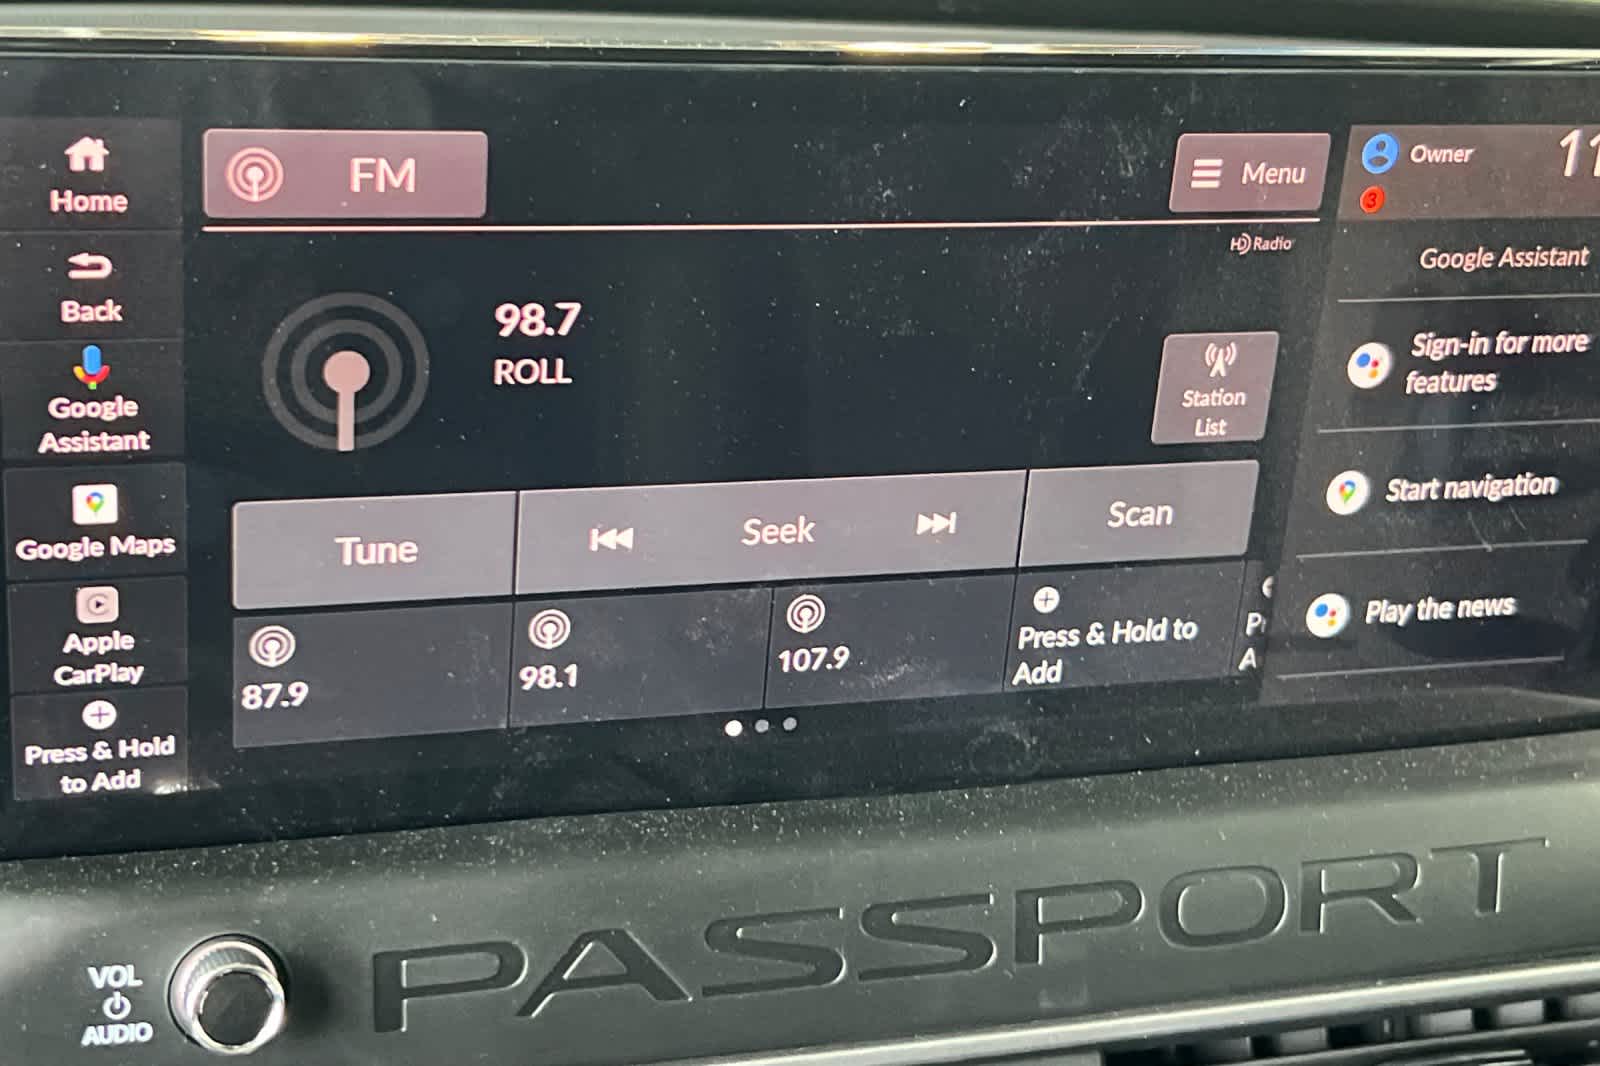 Home
Back
Google
Assistant
Google Maps
Apple
CarPlay
Press & Hold
to Add
FM
Menu
HD Radio
98.7
ROLL
Station
List
Tune
Seek
Scan
87.9
98.1
107.9
Press & Hold to
Add
Owner
3
11
Google Assistant
Sign-in for more
features
Start navigation
Play the news
VOL
AUDIO
PASSPORT